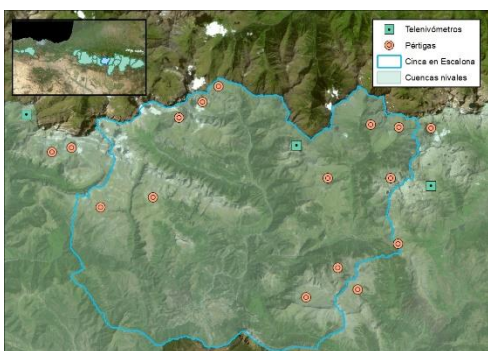 Telenivómetros
Pértigas
Cinca en Escalona
Cuencas nivales